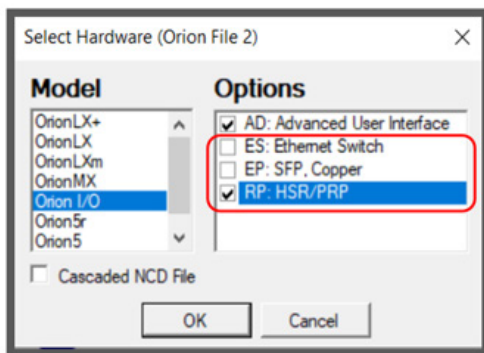 Select Hardware (Orion File 2)
Model
Options
OrionLX+
OrionLX
OrionLXm
OrionMX
Orion I/O
Orion5r
Orion5
AD: Advanced User Interface
ES: Ethernet Switch
EP: SFP, Copper
RP: HSR/PRP
Cascaded NCD File
OK
Cancel